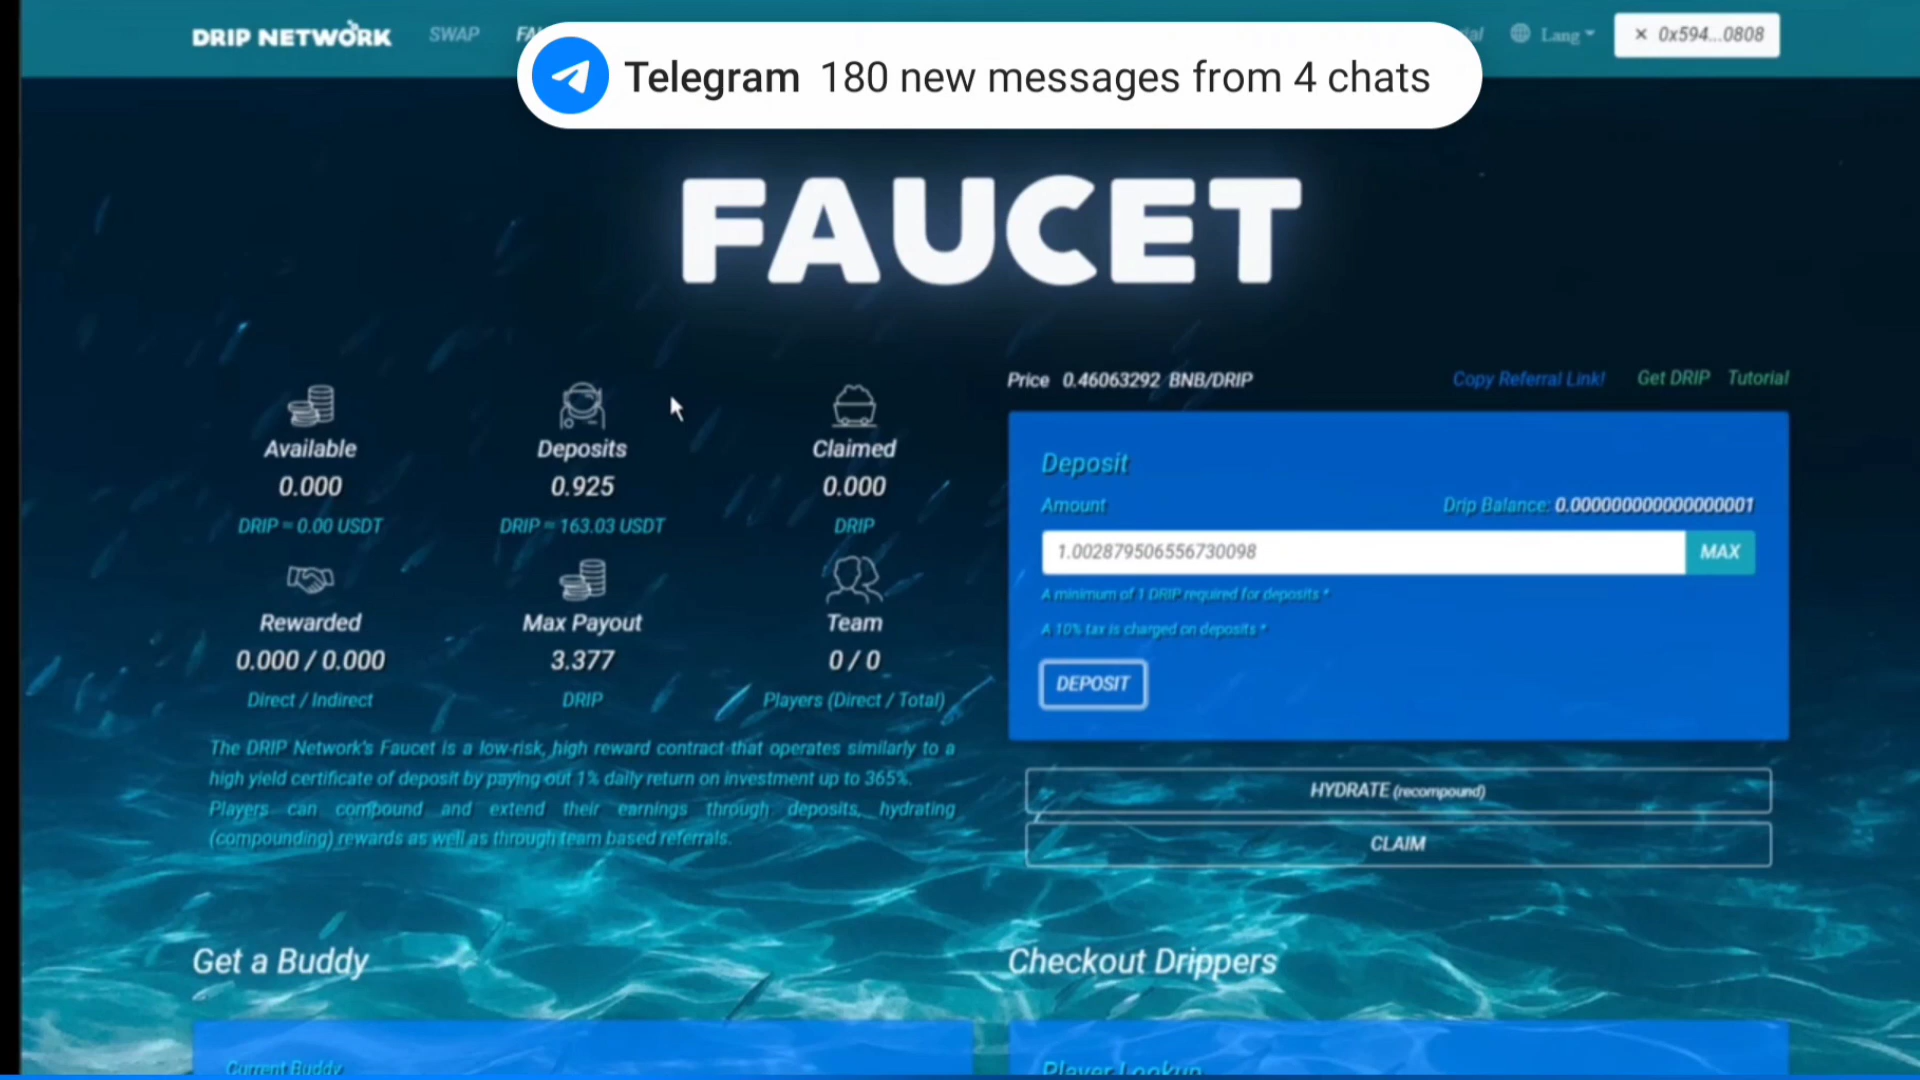 DRIP NETWORK SWAP
Lang
× 0x594...0808
Telegram 180 new messages from 4 chats
FAUCET
Price 0.46063292 BNB/DRIP
Copy Referral Link!
Get DRIP
Tutorial
Available
0.000
DRIP ≈ 0.00 USDT
Deposits
0.925
DRIP ≈ 163.03 USDT
Claimed
0.000
DRIP
Rewarded
0.000 / 0.000
Direct / Indirect
Max Payout
3.377
DRIP
Team
0 / 0
Players (Direct / Total)
The DRIP Network's Faucet is a low-risk, high reward contract that operates similarly to a
high yield certificate of deposit by paying out 1% daily return on investment up to 365%.
Players can compound and extend their earnings through deposits, hydrating
(compounding) rewards as well as through team based referrals.
Deposit
Amount
Drip Balance: 0.000000000000000001
1.002879506556730098
MAX
A minimum of 1 DRIP required for deposits *
A 10% tax is charged on deposits *
DEPOSIT
HYDRATE (recompound)
CLAIM
Get a Buddy
Checkout Drippers
Current Buddy
Player Lookup